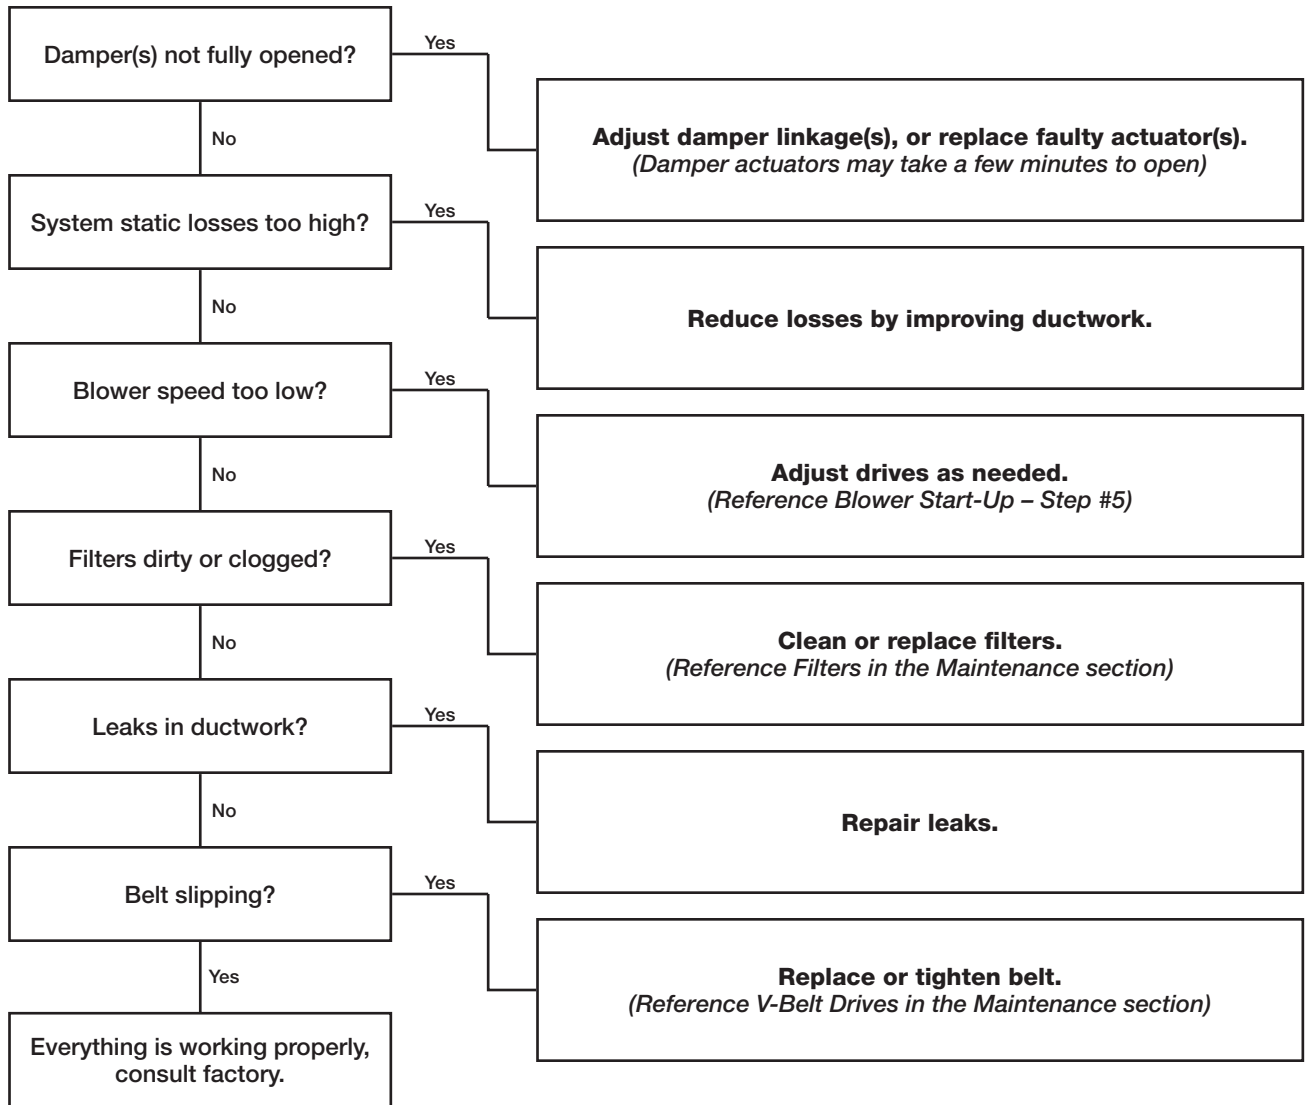 Damper(s) not fully opened?
Yes
Adjust damper linkage(s), or replace faulty actuator(s).
(Damper actuators may take a few minutes to open)
No
System static losses too high?
Yes
Reduce losses by improving ductwork.
No
Blower speed too low?
Yes
Adjust drives as needed.
(Reference Blower Start-Up – Step #5)
No
Filters dirty or clogged?
Yes
Clean or replace filters.
(Reference Filters in the Maintenance section)
No
Leaks in ductwork?
Yes
Repair leaks.
No
Belt slipping?
Yes
Replace or tighten belt.
(Reference V-Belt Drives in the Maintenance section)
Yes
Everything is working properly,
consult factory.